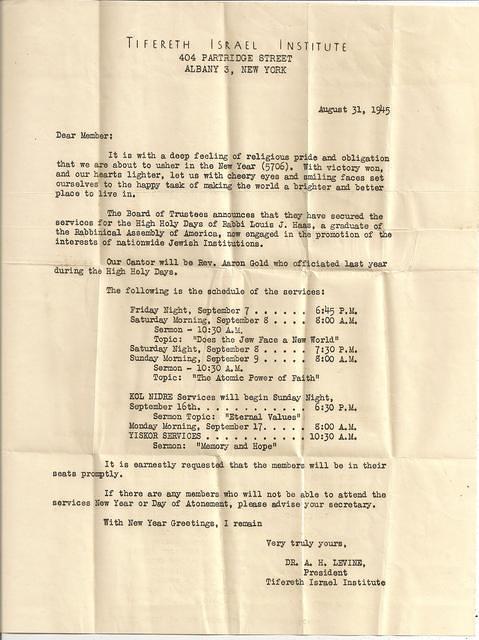 TIFERETH ISRAEL INSTITUTE
404 PARTRIDGE STREET
ALBANY 3, NEW YORK
August 31, 1945
Dear Member:
It is with a deep feeling of religious pride and obligation
that we are about to usher in the New Year (5706). With victory won,
and our hearts lighter, let us with cheery eyes and smiling faces set
ourselves to the happy task of making the world a brighter and better
place to live in.
The Board of Trustees announces that they have secured the
services for the High Holy Days of Rabbi Louis J. Haas, a graduate of
the Rabbinical Assembly of America, now engaged in the promotion of the
interests of nationwide Jewish Institutions.
Our Cantor will be Rev. Aaron Gold who officiated last year
during the High Holy Days.
The following is the schedule of the services:
Friday Night, September 7 . . . . . 6:45 P.M.
Saturday Morning, September 8 . . . . 8:00 A.M.
Sermon - 10:30 A.M.
Topic: "Does the Jew Face a New World"
Saturday Night, September 8 . . . . . 7:30 P.M.
Sunday Morning, September 9 . . . . . 8:00 A.M.
Sermon - 10:30 A.M.
Topic: "The Atomic Power of Faith"
KOL NIDRE Services will begin Sunday Night,
September 16th. . . . . . . . . . . . 6:30 P.M.
Sermon Topic: "Eternal Values"
Monday Morning, September 17. . . . . 8:00 A.M.
YISKOR SERVICES . . . . . . . . . . 10:30 A.M.
Sermon: "Memory and Hope"
It is earnestly requested that the members will be in their
seats promptly.
If there are any members who will not be able to attend the
services New Year or Day of Atonement, please advise your secretary.
With New Year Greetings, I remain
Very truly yours,
DR. A. H. LEVINE,
President
Tifereth Israel Institute